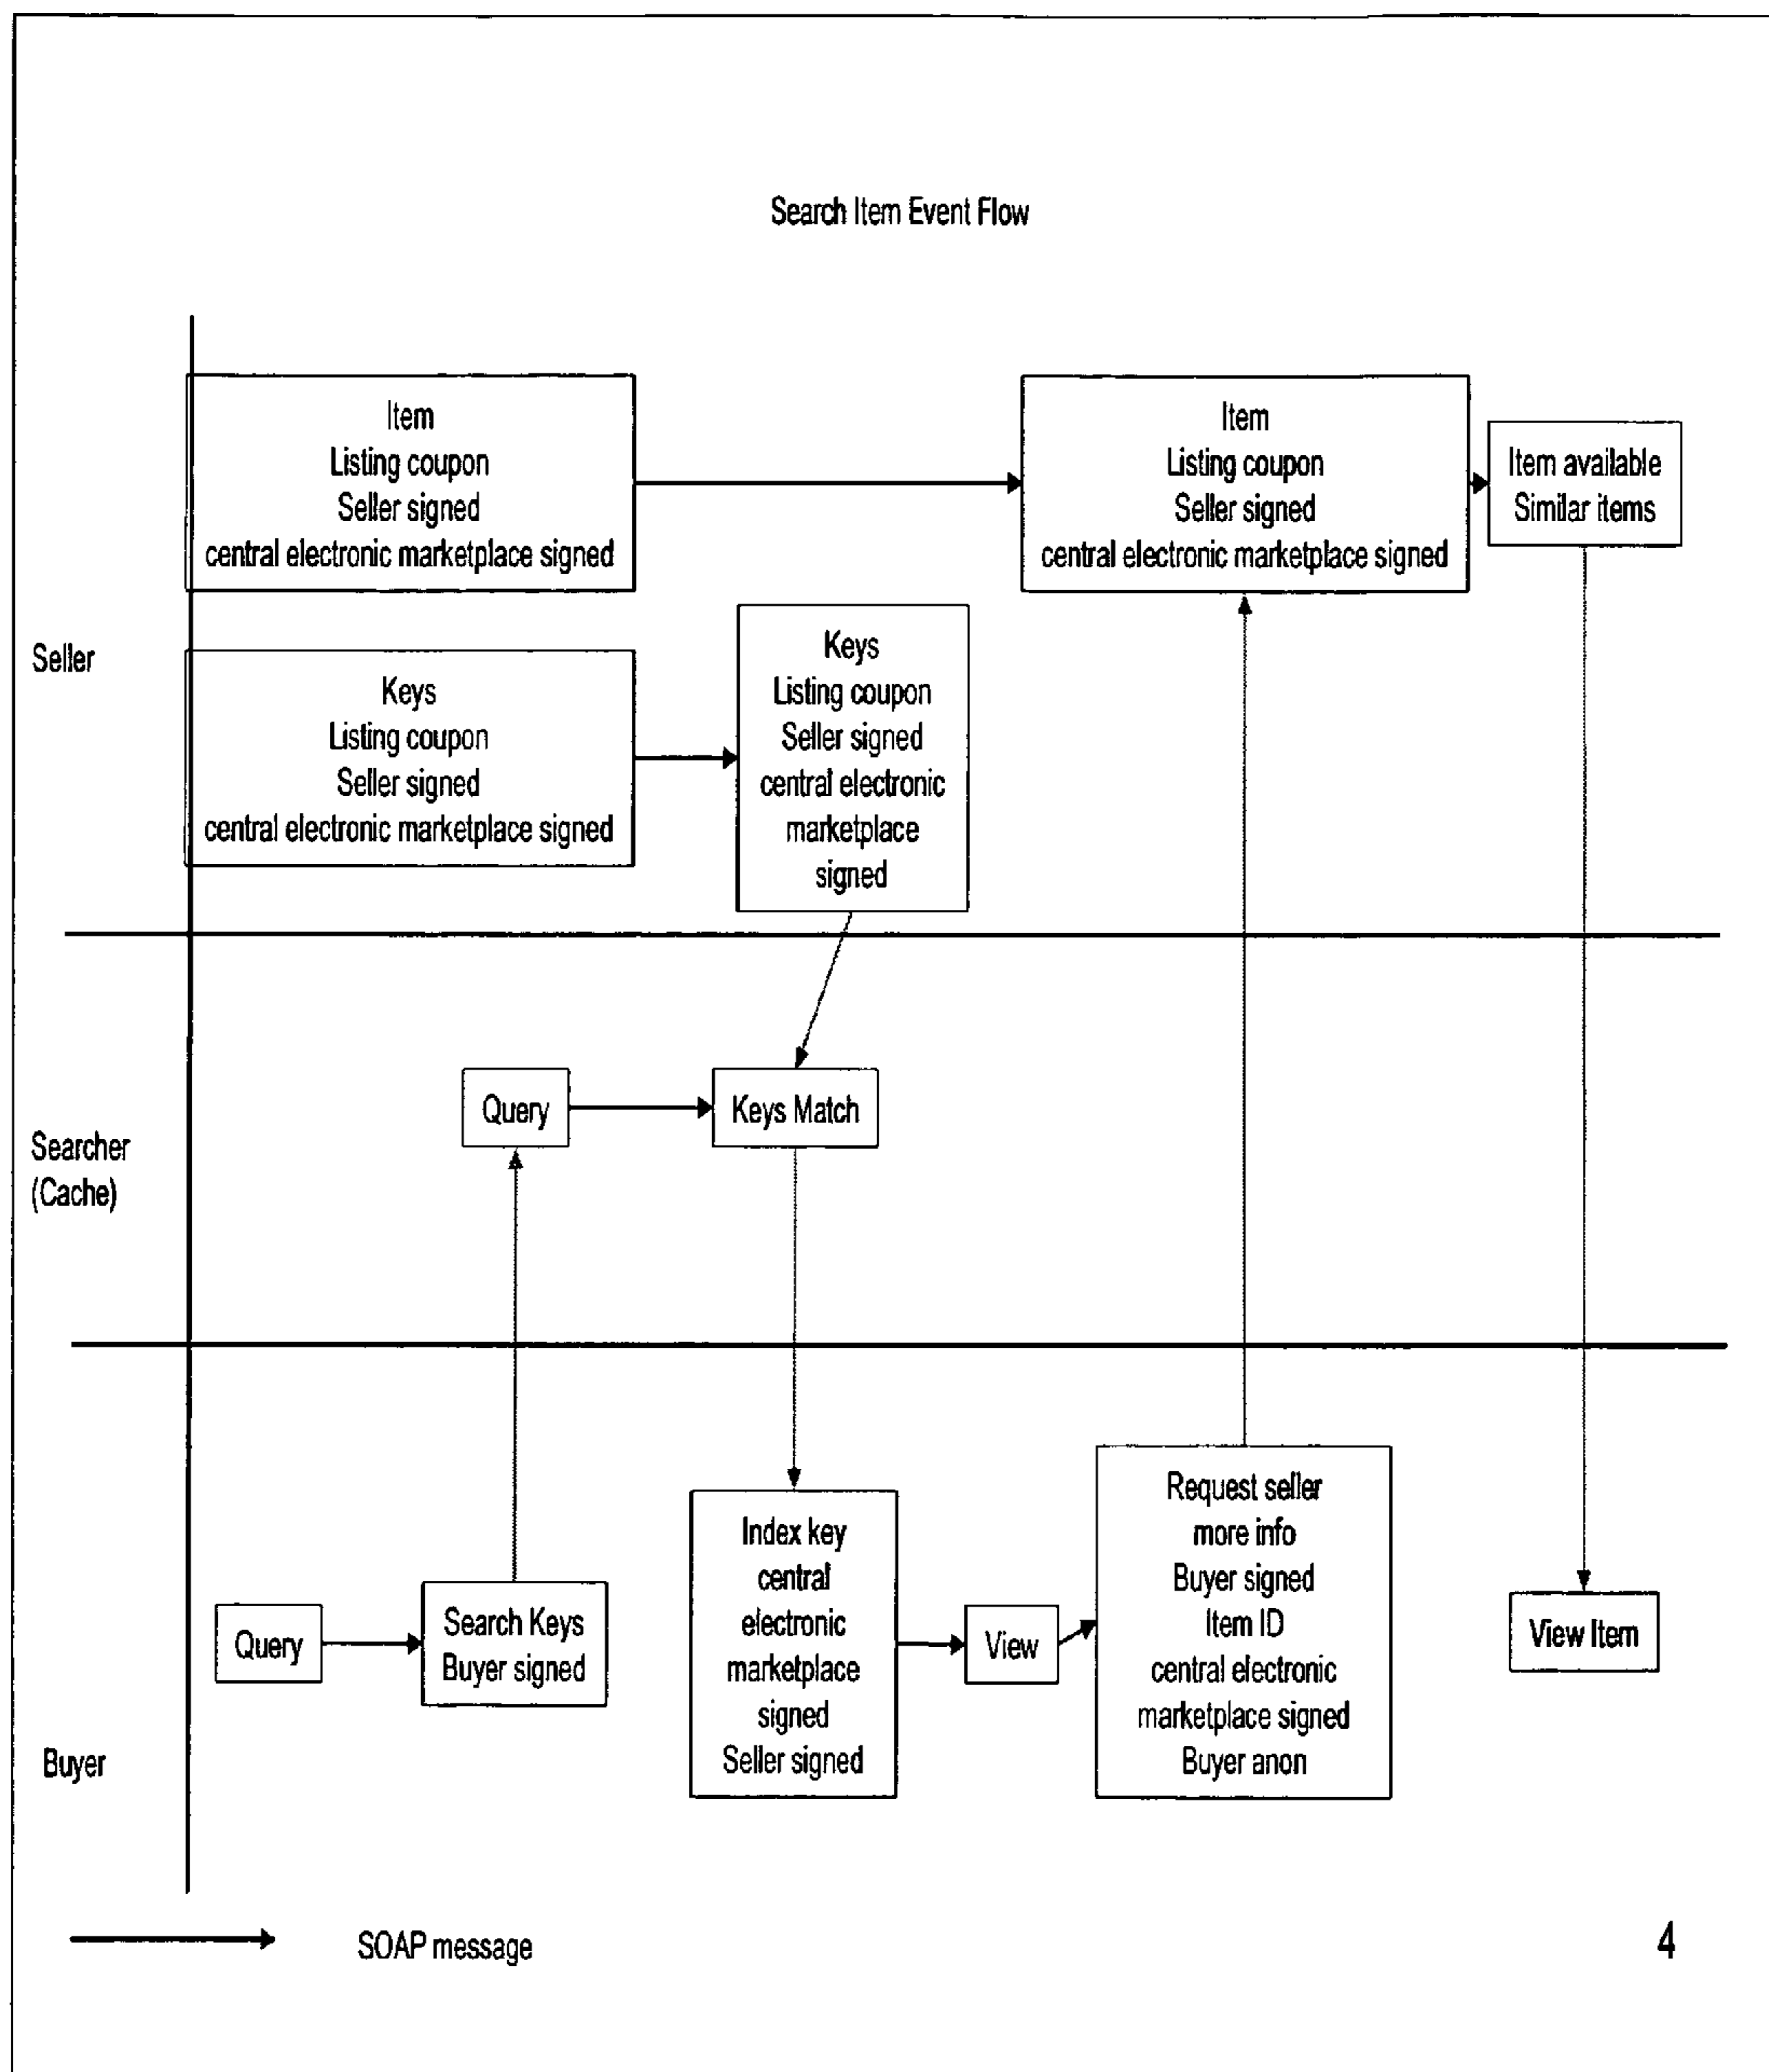 Search Item Event Flow
Item
Listing coupon
Seller signed
central electronic marketplace signed
Item
Listing coupon
Seller signed
central electronic marketplace signed
Item available
Similar items
Seller
Keys
Listing coupon
Seller signed
central electronic marketplace signed
Keys
Listing coupon
Seller signed
central electronic
marketplace
signed
Searcher
(Cache)
Query
Keys Match
Buyer
Query
Search Keys
Buyer signed
Index key
central
electronic
marketplace
signed
Seller signed
View
Request seller
more info
Buyer signed
Item ID
central electronic
marketplace signed
Buyer anon
View Item
SOAP message
4